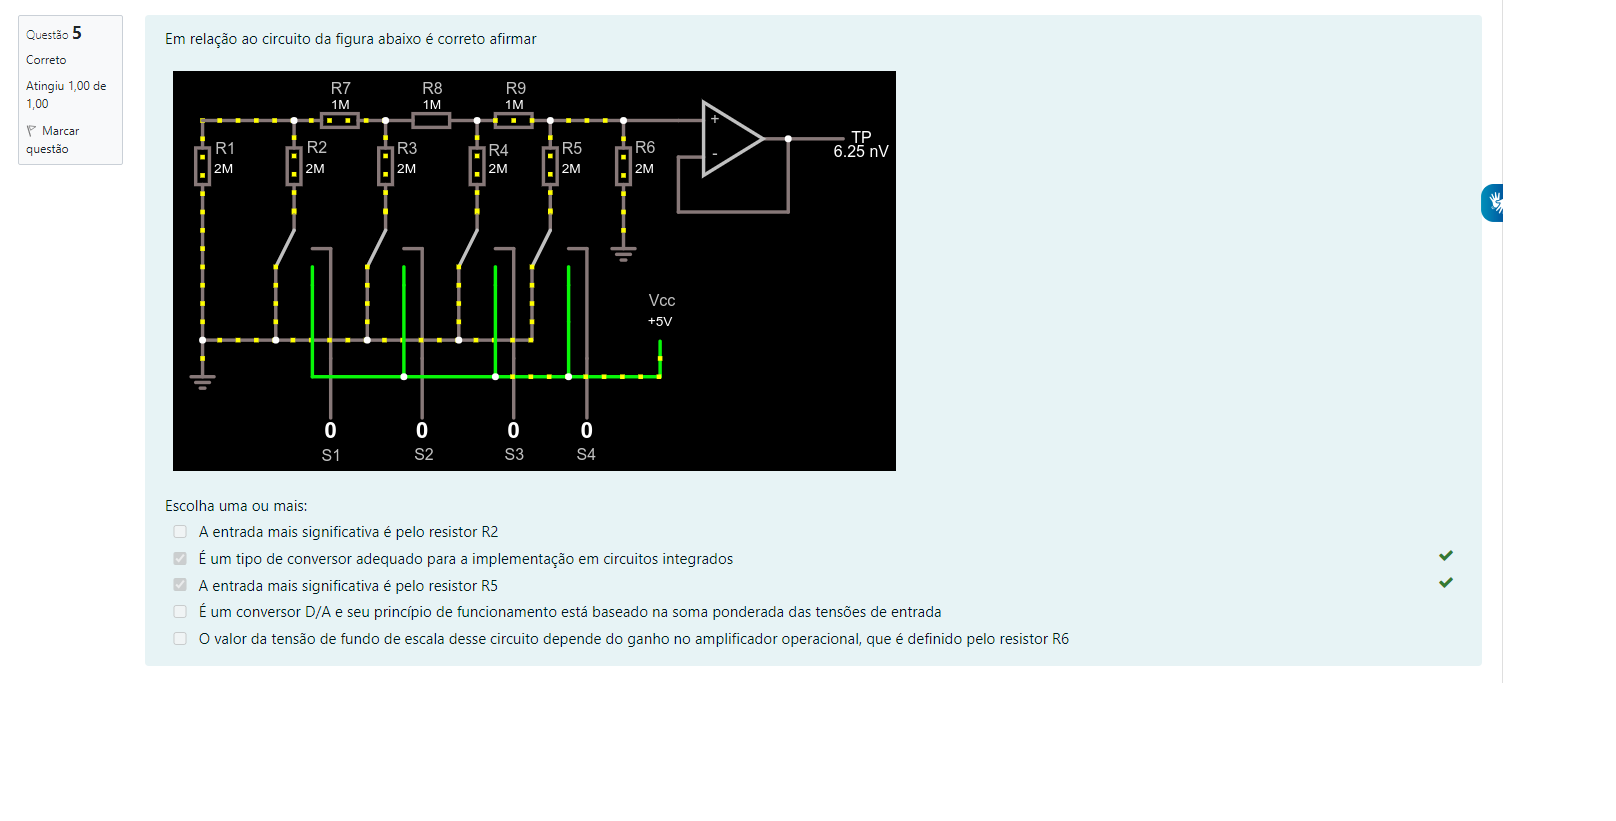 Questão 5
Correto
Atingiu 1,00 de
1,00
Marcar
questão
Em relação ao circuito da figura abaixo é correto afirmar
R7
1M
R8
1M
R9
1M
R1
2M
R2
2M
R3
2M
R4
2M
R5
2M
R6
2M
+
-
TP
6.25 nV
Vcc
+5V
0
0
0
0
S1
S2
S3
S4
Escolha uma ou mais:
A entrada mais significativa é pelo resistor R2
É um tipo de conversor adequado para a implementação em circuitos integrados
A entrada mais significativa é pelo resistor R5
É um conversor D/A e seu princípio de funcionamento está baseado na soma ponderada das tensões de entrada
O valor da tensão de fundo de escala desse circuito depende do ganho no amplificador operacional, que é definido pelo resistor R6